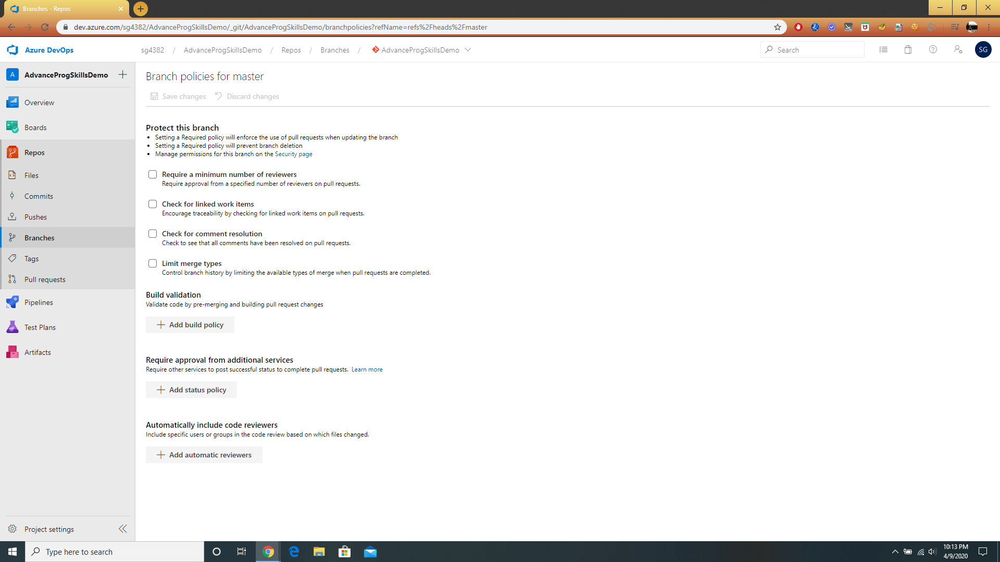 Branches - Repos
dev.azure.com/sg4382/AdvanceProgSkillsDemo/_git/AdvanceProgSkillsDemo/branchpolicies?refName=refs%2Fheads%2Fmaster
Azure DevOps
sg4382 / AdvanceProgSkillsDemo / Repos / Branches / AdvanceProgSkillsDemo
Search
SG
A AdvanceProgSkillsDemo
Overview
Boards
Repos
Files
Commits
Pushes
Branches
Tags
Pull requests
Pipelines
Test Plans
Artifacts
Project settings
Branch policies for master
Save changes Discard changes
Protect this branch
• Setting a Required policy will enforce the use of pull requests when updating the branch
• Setting a Required policy will prevent branch deletion
• Manage permissions for this branch on the Security page
Require a minimum number of reviewers
Require approval from a specified number of reviewers on pull requests.
Check for linked work items
Encourage traceability by checking for linked work items on pull requests.
Check for comment resolution
Check to see that all comments have been resolved on pull requests.
Limit merge types
Control branch history by limiting the available types of merge when pull requests are completed.
Build validation
Validate code by pre-merging and building pull request changes
Add build policy
Require approval from additional services
Require other services to post successful status to complete pull requests. Learn more
Add status policy
Automatically include code reviewers
Include specific users or groups in the code review based on which files changed.
Add automatic reviewers
Type here to search
10:13 PM
4/9/2020